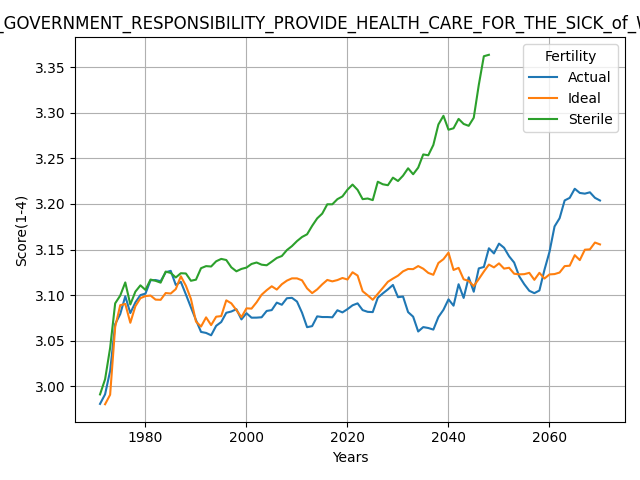 _GOVERNMENT_RESPONSIBILITY_PROVIDE_HEALTH_CARE_FOR_THE_SICK_of_
Fertility
Actual
Ideal
Sterile
3.35
3.30
3.25
3.20
3.15
3.10
3.05
3.00
Score(1-4)
1980 2000 2020 2040 2060
Years